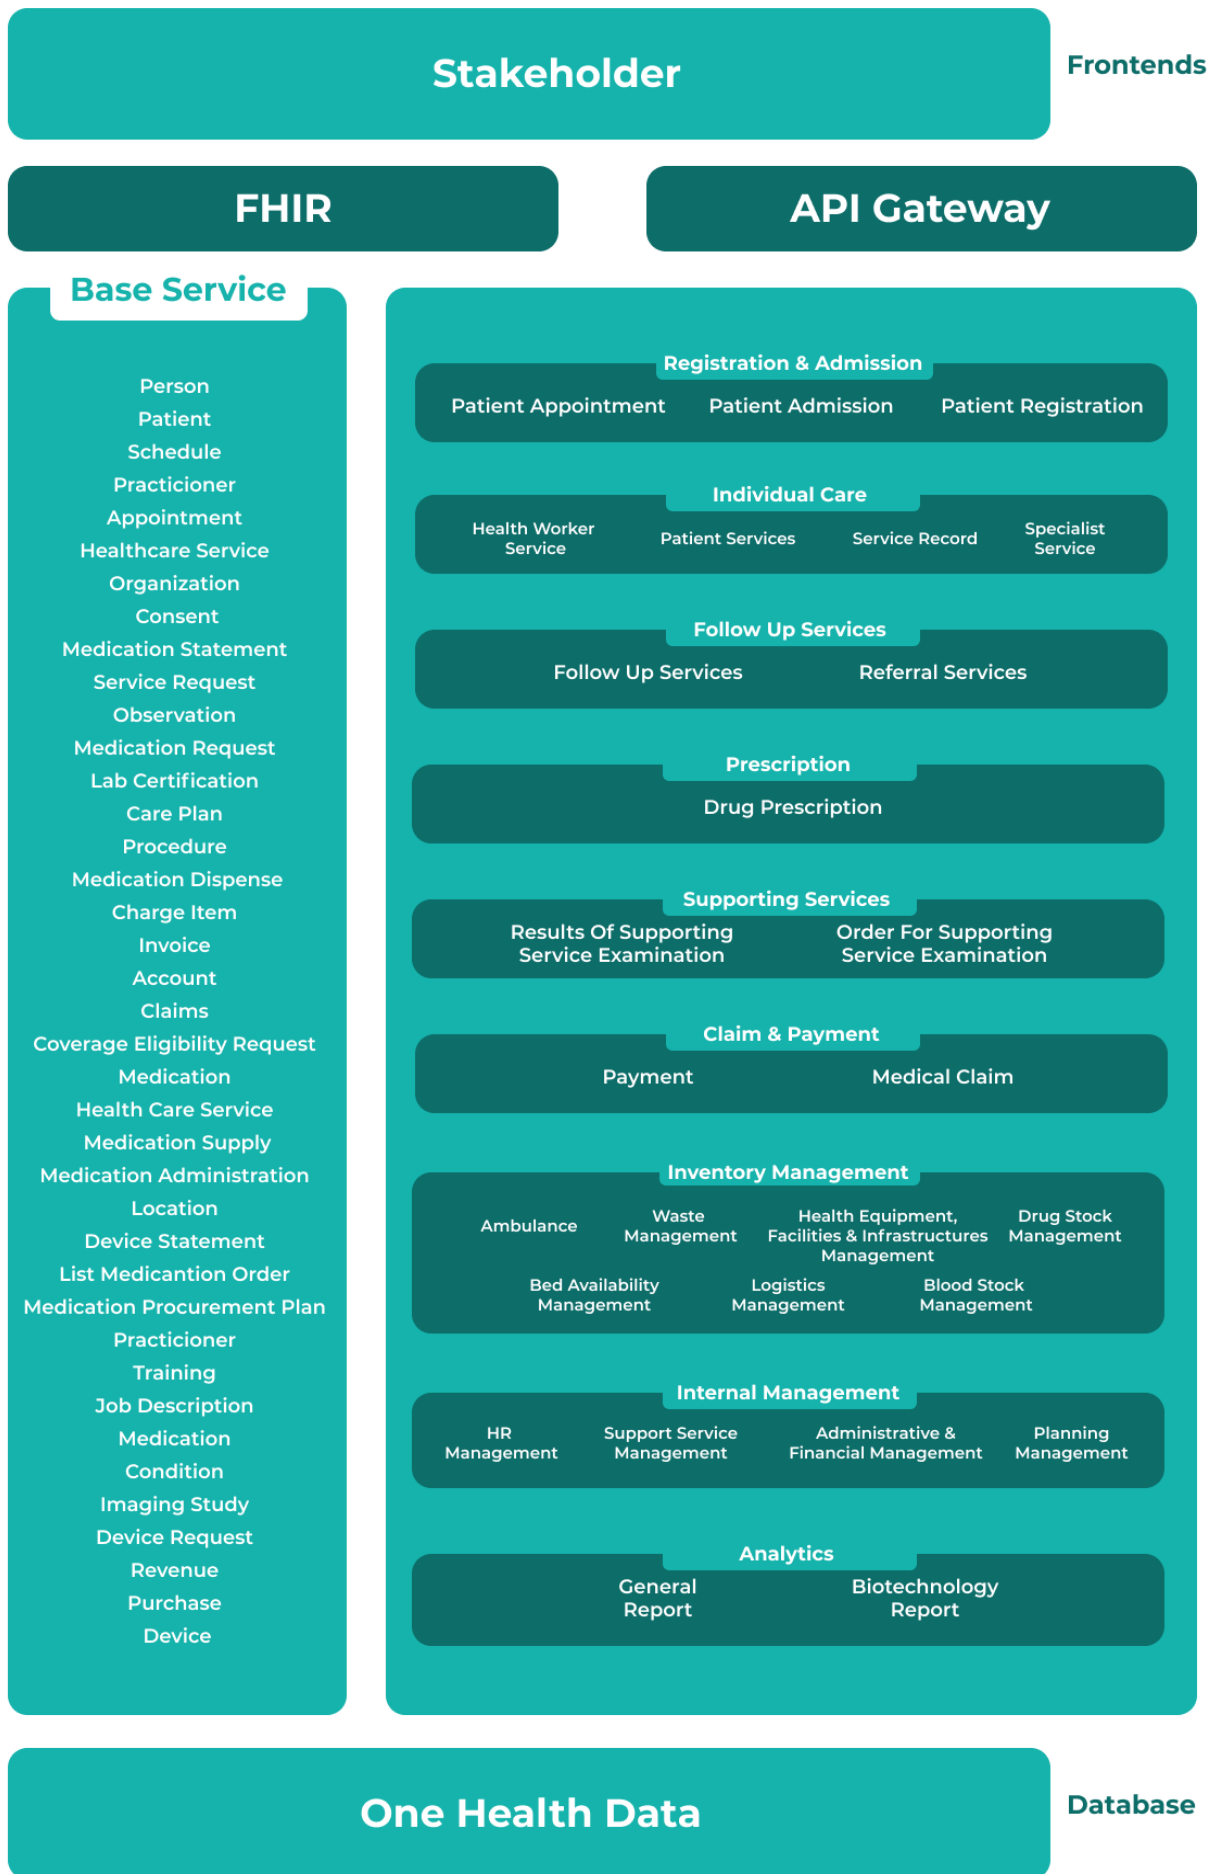 Stakeholder
Frontends
FHIR
API Gateway
Base Service
Person
Patient
Schedule
Practicioner
Appointment
Healthcare Service
Organization
Consent
Medication Statement
Service Request
Observation
Medication Request
Lab Certification
Care Plan
Procedure
Medication Dispense
Charge Item
Invoice
Account
Claims
Coverage Eligibility Request
Medication
Health Care Service
Medication Supply
Medication Administration
Location
Device Statement
List Medicantion Order
Medication Procurement Plan
Practicioner
Training
Job Description
Medication
Condition
Imaging Study
Device Request
Revenue
Purchase
Device
Registration & Admission
Patient Appointment
Patient Admission
Patient Registration
Individual Care
Health Worker
Service
Patient Services
Service Record
Specialist
Service
Follow Up Services
Follow Up Services
Referral Services
Prescription
Drug Prescription
Supporting Services
Results Of Supporting
Service Examination
Order For Supporting
Service Examination
Claim & Payment
Payment
Medical Claim
Inventory Management
Ambulance
Waste
Management
Health Equipment,
Facilities & Infrastructures
Management
Drug Stock
Management
Bed Availability
Management
Logistics
Management
Blood Stock
Management
Internal Management
HR
Management
Support Service
Management
Administrative &
Financial Management
Planning
Management
Analytics
General
Report
Biotechnology
Report
One Health Data
Database